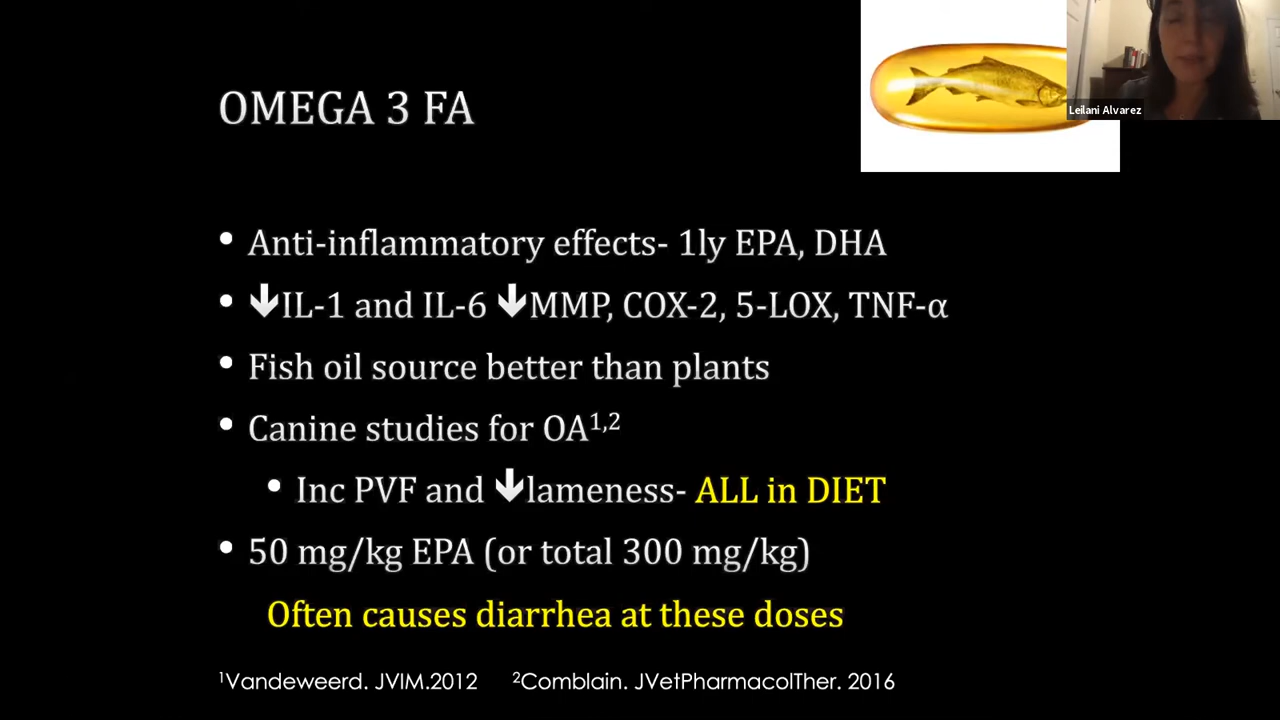 Leilani Alvarez
OMEGA 3 FA
• Anti-inflammatory effects- 1ly EPA, DHA
• 🡻IL-1 and IL-6 🡻MMP, COX-2, 5-LOX, TNF-α
• Fish oil source better than plants
• Canine studies for OA¹,²
• Inc PVF and 🡻lameness- ALL in DIET
• 50 mg/kg EPA (or total 300 mg/kg)
Often causes diarrhea at these doses
¹Vandeweerd. JVIM.2012 ²Comblain. JVetPharmacolTher. 2016